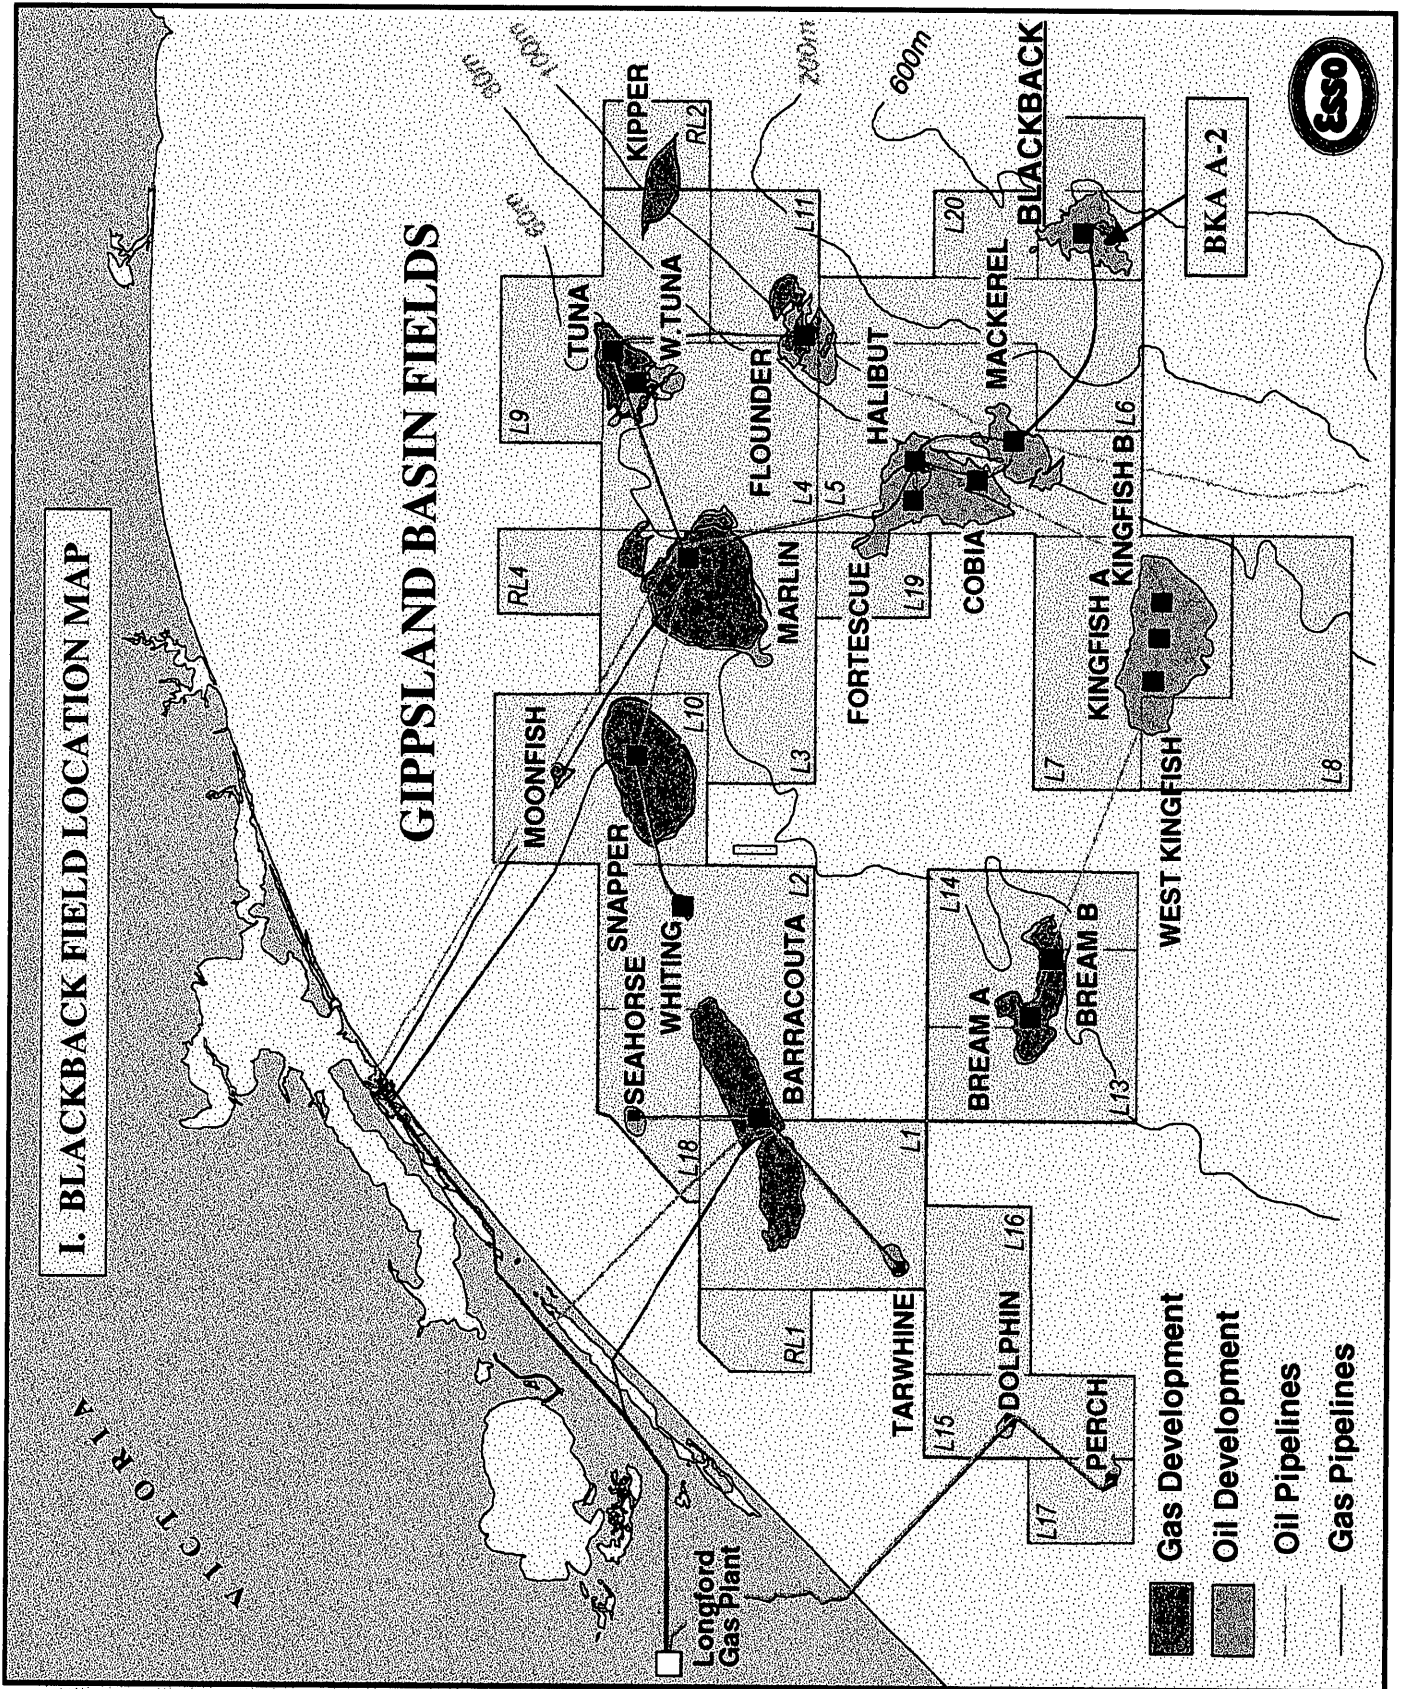 I. BLACKBACK FIELD LOCATION MAP
GIPPSLAND BASIN FIELDS
VICTORIA
Longford
Gas Plant
60m
80m
100m
200m
600m
KIPPER
RL2
TUNA
W.TUNA
L9
L11
L20
BLACKBACK
BKA A-2
Esso
FLOUNDER
HALIBUT
MACKEREL
L4
L5
L6
RL4
MARLIN
FORTESCUE
L19
COBIA
KINGFISH A
KINGFISH B
WEST KINGFISH
L7
L8
MOONFISH
L10
L3
SNAPPER
WHITING
SEAHORSE
L2
BARRACOUTA
L18
L1
L14
BREAM A
BREAM B
L13
RL1
TARWHINE
L16
DOLPHIN
L15
PERCH
L17
Gas Development
Oil Development
Oil Pipelines
Gas Pipelines